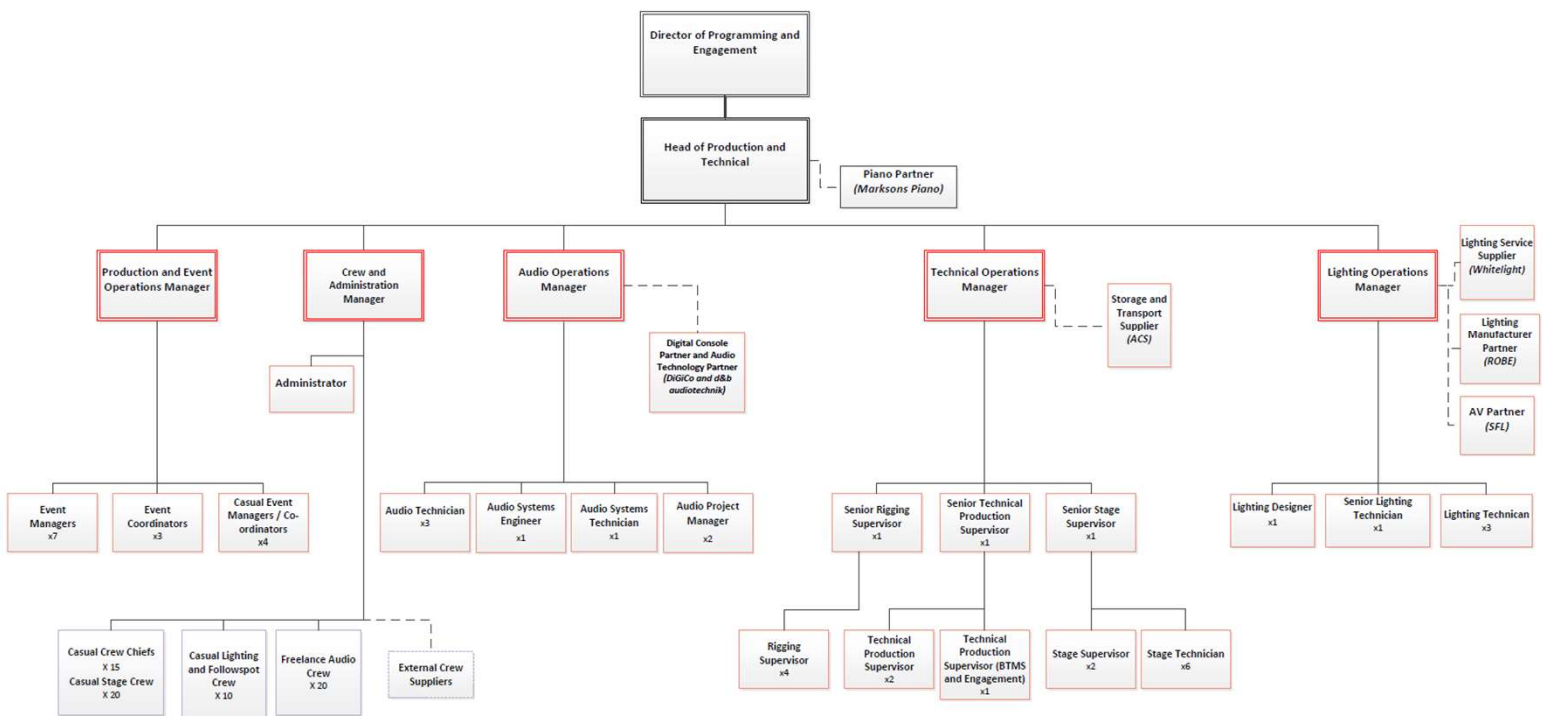 Director of Programming and
Engagement
Head of Production and
Technical
Piano Partner
(Marksons Piano)
Production and Event
Operations Manager
Crew and
Administration
Manager
Audio Operations
Manager
Technical Operations
Manager
Lighting Operations
Manager
Lighting Service
Supplier
(Whitelight)
Storage and
Transport
Supplier
(ACS)
Lighting
Manufacturer
Partner
(ROBE)
Digital Console
Partner and Audio
Technology Partner
(DiGiCo and d&b
audiotechnik)
Administrator
AV Partner
(SFL)
Event
Managers
x7
Event
Coordinators
x3
Casual Event
Managers / Co-
ordinators
x4
Audio Technician
x3
Audio Systems
Engineer
x1
Audio Systems
Technician
x1
Audio Project
Manager
x2
Senior Rigging
Supervisor
x1
Senior Technical
Production
Supervisor
x1
Senior Stage
Supervisor
x1
Lighting Designer
x1
Senior Lighting
Technician
x1
Lighting Technican
x3
Casual Crew Chiefs
X 15
Casual Stage Crew
X 20
Casual Lighting
and Followspot
Crew
X 10
Freelance Audio
Crew
X 20
External Crew
Suppliers
Rigging
Supervisor
x4
Technical
Production
Supervisor
x2
Technical
Production
Supervisor (BTMS
and Engagement)
x1
Stage Supervisor
x2
Stage Technician
x6